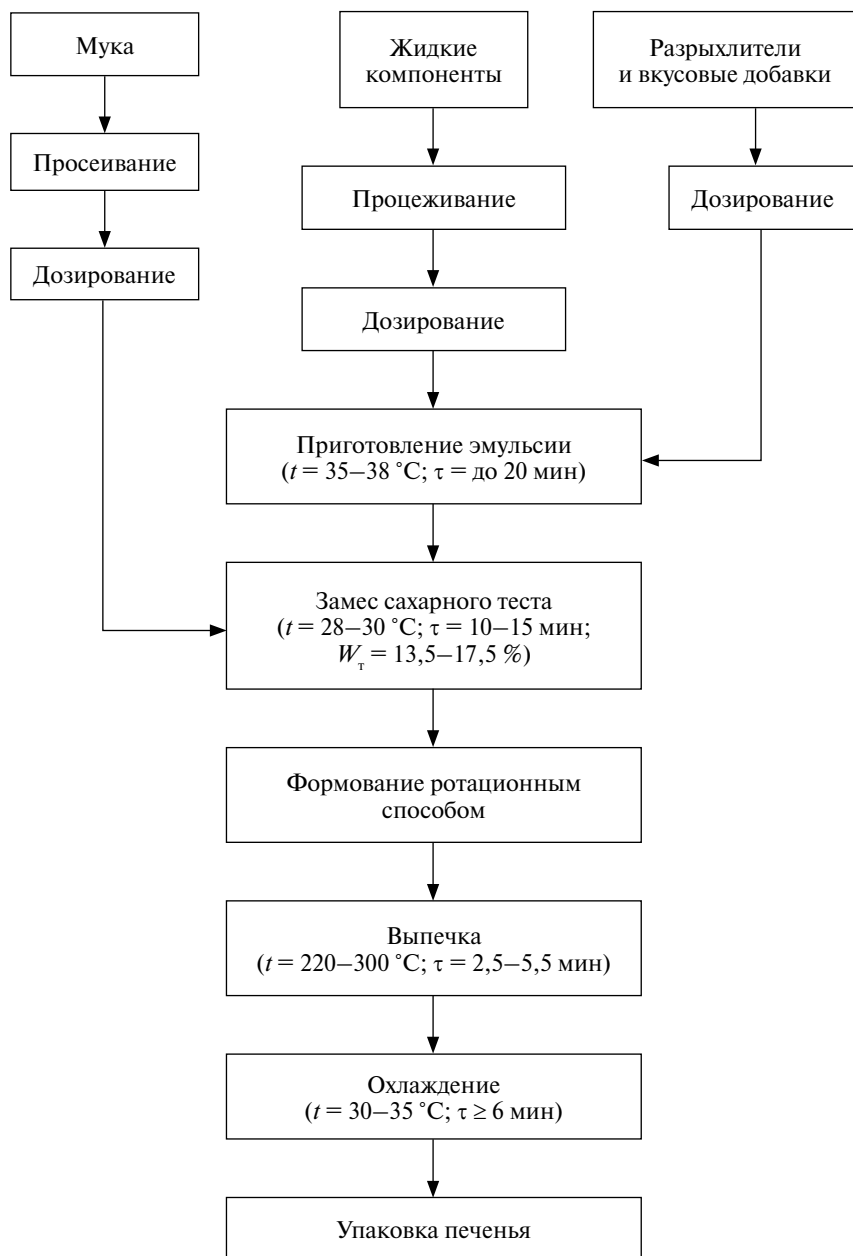 Мука
Жидкие
компоненты
Разрыхлители
и вкусовые добавки
Просеивание
Процеживание
Дозирование
Дозирование
Дозирование
Приготовление эмульсии
(t = 35–38 °С; τ = до 20 мин)
Замес сахарного теста
(t = 28–30 °С; τ = 10–15 мин;
Wт = 13,5–17,5 %)
Формование ротационным
способом
Выпечка
(t = 220–300 °С; τ = 2,5–5,5 мин)
Охлаждение
(t = 30–35 °С; τ ≥ 6 мин)
Упаковка печенья